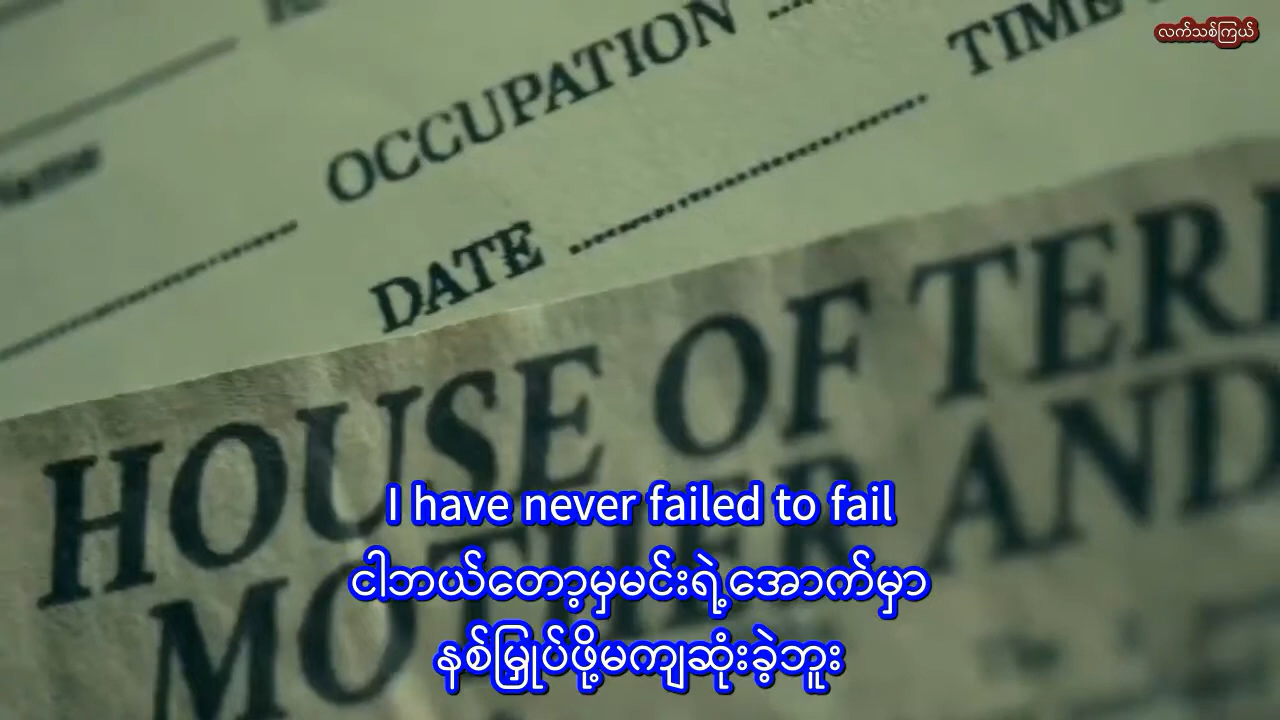 လက်သစ်ကြယ်
OCCUPATION
TIME
DATE
HOUSE OF
MOTHER AND
I have never failed to fail
ငါဘယ်တော့မှမင်းရဲ့အောက်မှာ
နှစ်မြှုပ်ဖို့မကျဆုံးခဲ့ဘူး